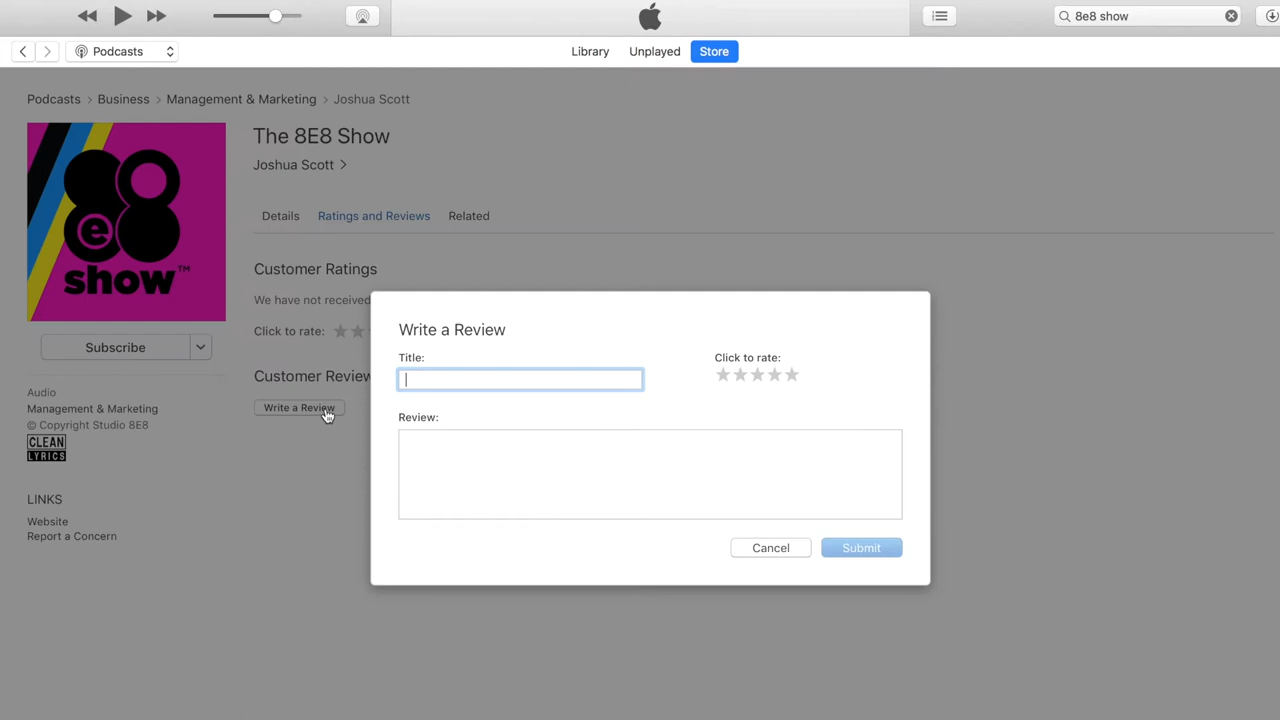 8e8 show
Podcasts
Library
Unplayed
Store
Podcasts > Business > Management & Marketing > Joshua Scott
The 8E8 Show
Joshua Scott >
Details
Ratings and Reviews
Related
Customer Ratings
We have not received
Click to rate:
Customer Review
Write a Review
88
e
show™
Subscribe
Audio
Management & Marketing
© Copyright Studio 8E8
CLEAN
LYRICS
LINKS
Website
Report a Concern
Write a Review
Title:
Click to rate:
Review:
Cancel
Submit